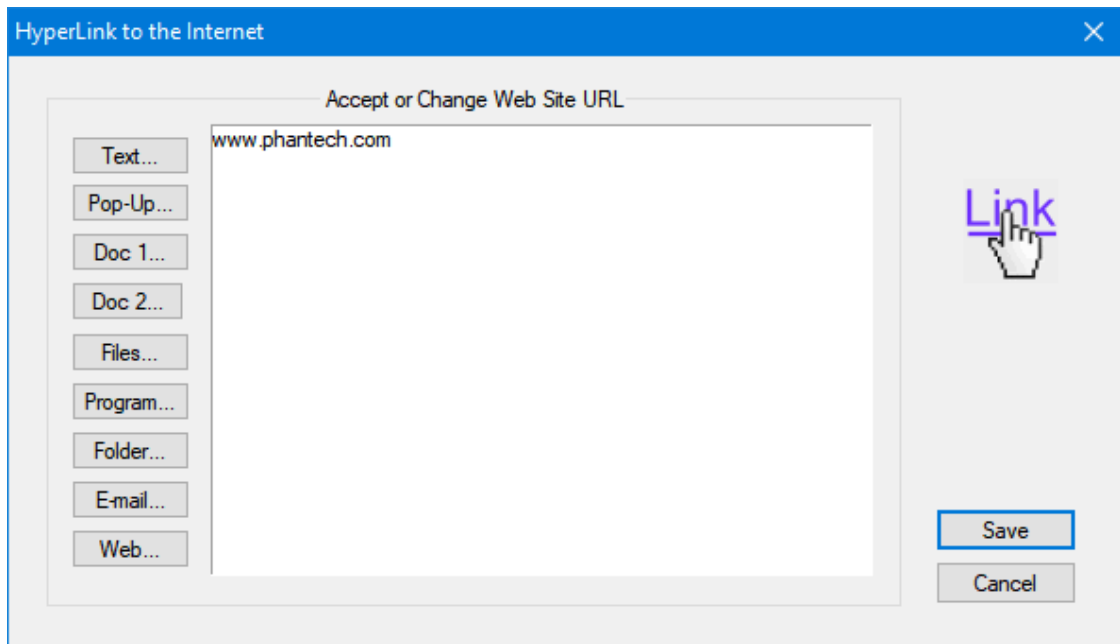 HyperLink to the Internet
Accept or Change Web Site URL
www.phantech.com
Text...
Pop-Up...
Doc 1...
Doc 2...
Files...
Program...
Folder...
E-mail...
Web...
Link
Save
Cancel